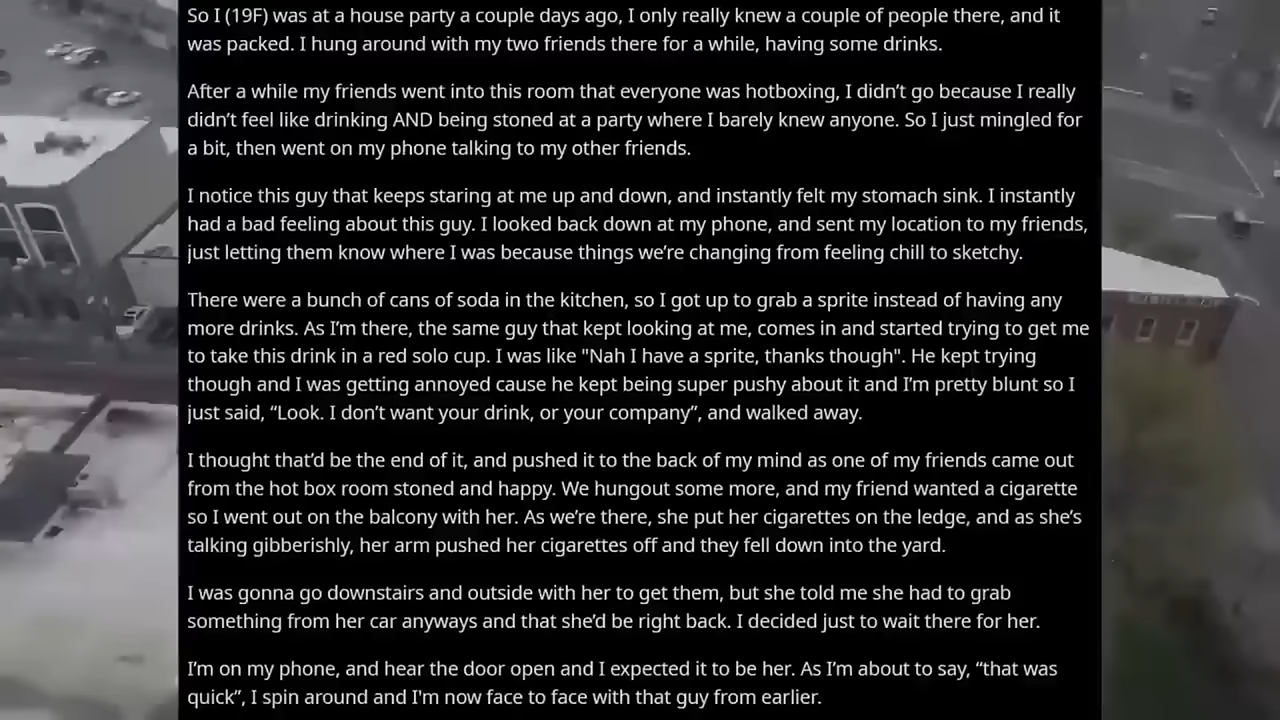 So I (19F) was at a house party a couple days ago, I only really knew a couple of people there, and it
was packed. I hung around with my two friends there for a while, having some drinks.
After a while my friends went into this room that everyone was hotboxing, I didn’t go because I really
didn’t feel like drinking AND being stoned at a party where I barely knew anyone. So I just mingled for
a bit, then went on my phone talking to my other friends.
I notice this guy that keeps staring at me up and down, and instantly felt my stomach sink. I instantly
had a bad feeling about this guy. I looked back down at my phone, and sent my location to my friends,
just letting them know where I was because things we’re changing from feeling chill to sketchy.
There were a bunch of cans of soda in the kitchen, so I got up to grab a sprite instead of having any
more drinks. As I’m there, the same guy that kept looking at me, comes in and started trying to get me
to take this drink in a red solo cup. I was like "Nah I have a sprite, thanks though". He kept trying
though and I was getting annoyed cause he kept being super pushy about it and I’m pretty blunt so I
just said, “Look. I don’t want your drink, or your company”, and walked away.
I thought that’d be the end of it, and pushed it to the back of my mind as one of my friends came out
from the hot box room stoned and happy. We hungout some more, and my friend wanted a cigarette
so I went out on the balcony with her. As we’re there, she put her cigarettes on the ledge, and as she’s
talking gibberishly, her arm pushed her cigarettes off and they fell down into the yard.
I was gonna go downstairs and outside with her to get them, but she told me she had to grab
something from her car anyways and that she’d be right back. I decided just to wait there for her.
I’m on my phone, and hear the door open and I expected it to be her. As I’m about to say, “that was
quick”, I spin around and I'm now face to face with that guy from earlier.